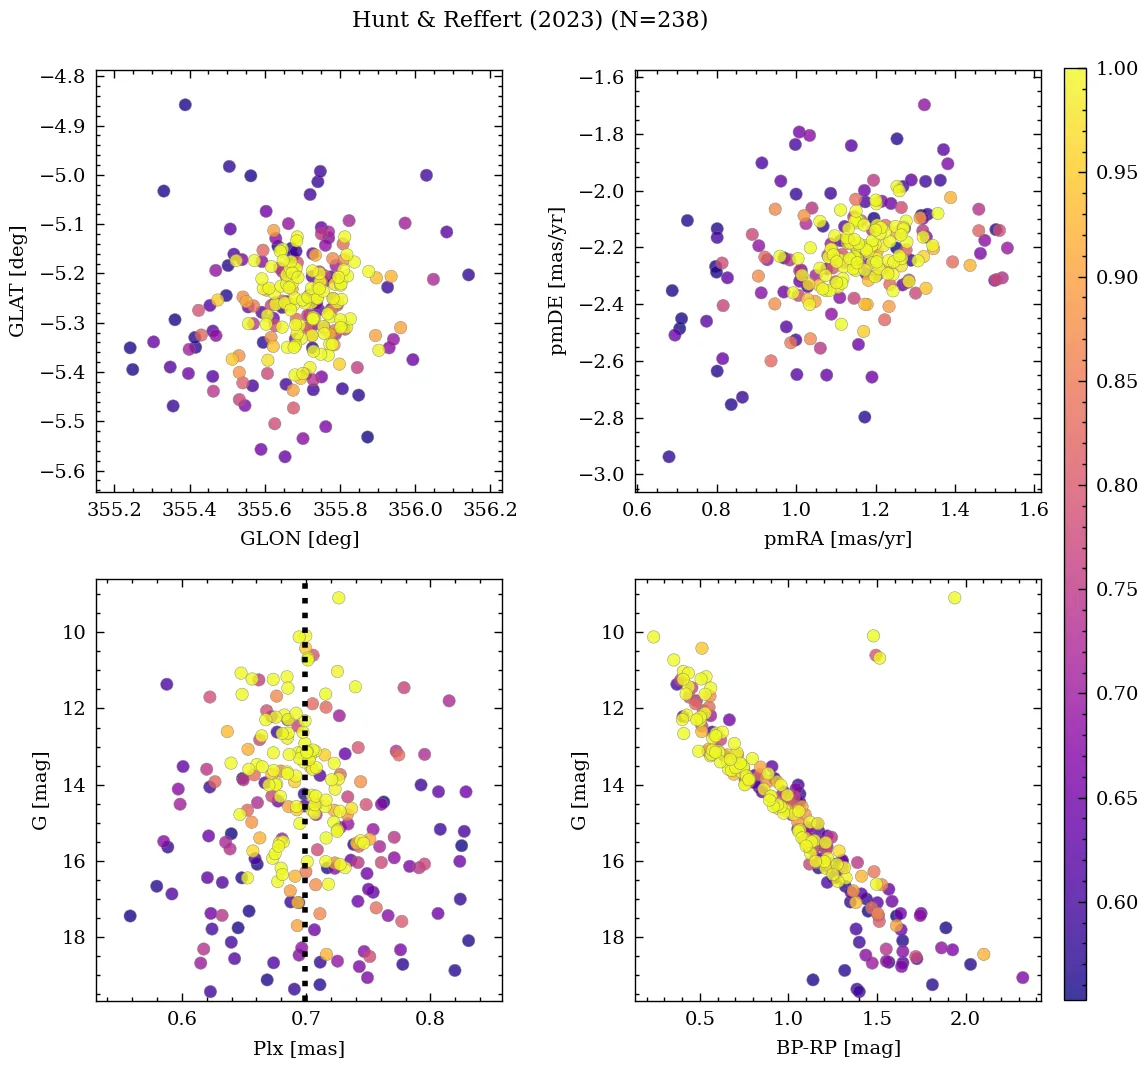 Hunt & Reffert (2023) (N=238)
−4.8
−4.9
−5.0
−5.1
−5.2
−5.3
−5.4
−5.5
−5.6
GLAT [deg]
355.2 355.4 355.6 355.8 356.0 356.2
GLON [deg]
−1.6
−1.8
−2.0
−2.2
−2.4
−2.6
−2.8
−3.0
pmDE [mas/yr]
0.6 0.8 1.0 1.2 1.4 1.6
pmRA [mas/yr]
10
12
14
16
18
G [mag]
0.6 0.7 0.8
Plx [mas]
10
12
14
16
18
G [mag]
0.5 1.0 1.5 2.0
BP-RP [mag]
1.00
0.95
0.90
0.85
0.80
0.75
0.70
0.65
0.60